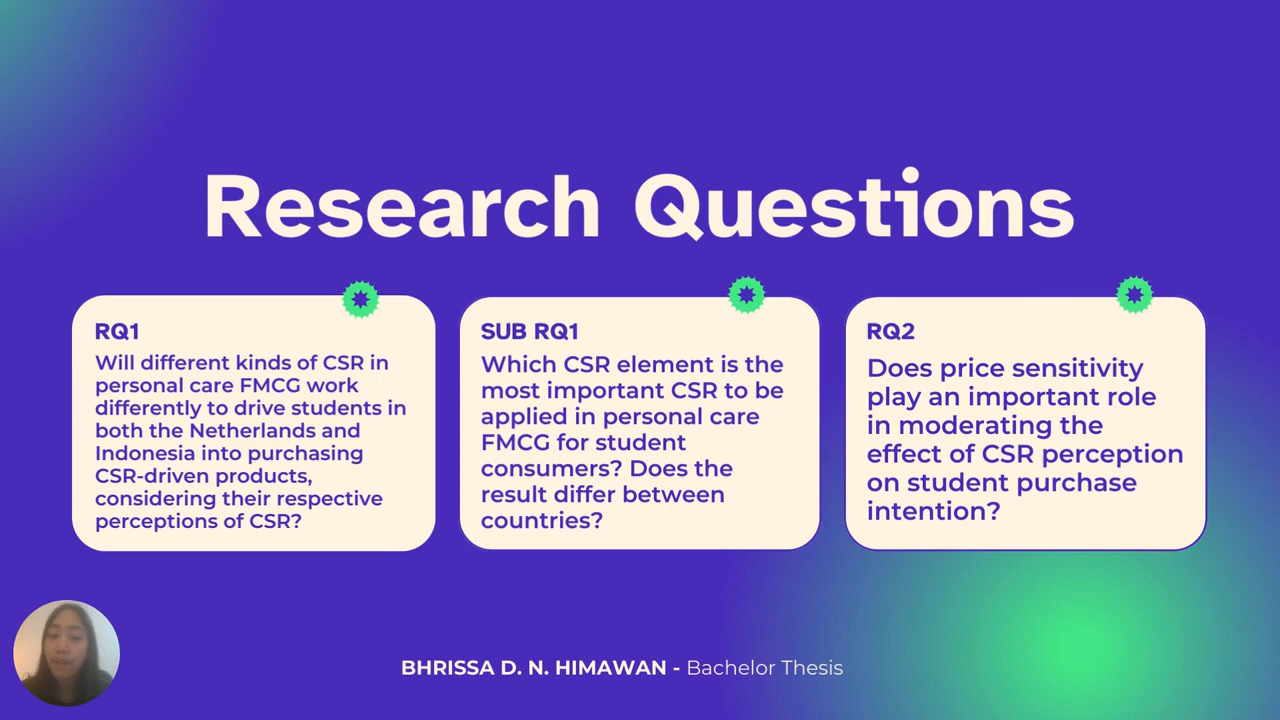 Research Questions
RQ1
Will different kinds of CSR in
personal care FMCG work
differently to drive students in
both the Netherlands and
Indonesia into purchasing
CSR-driven products,
considering their respective
perceptions of CSR?
SUB RQ1
Which CSR element is the
most important CSR to be
applied in personal care
FMCG for student
consumers? Does the
result differ between
countries?
RQ2
Does price sensitivity
play an important role
in moderating the
effect of CSR perception
on student purchase
intention?
BHRISSA D. N. HIMAWAN - Bachelor Thesis